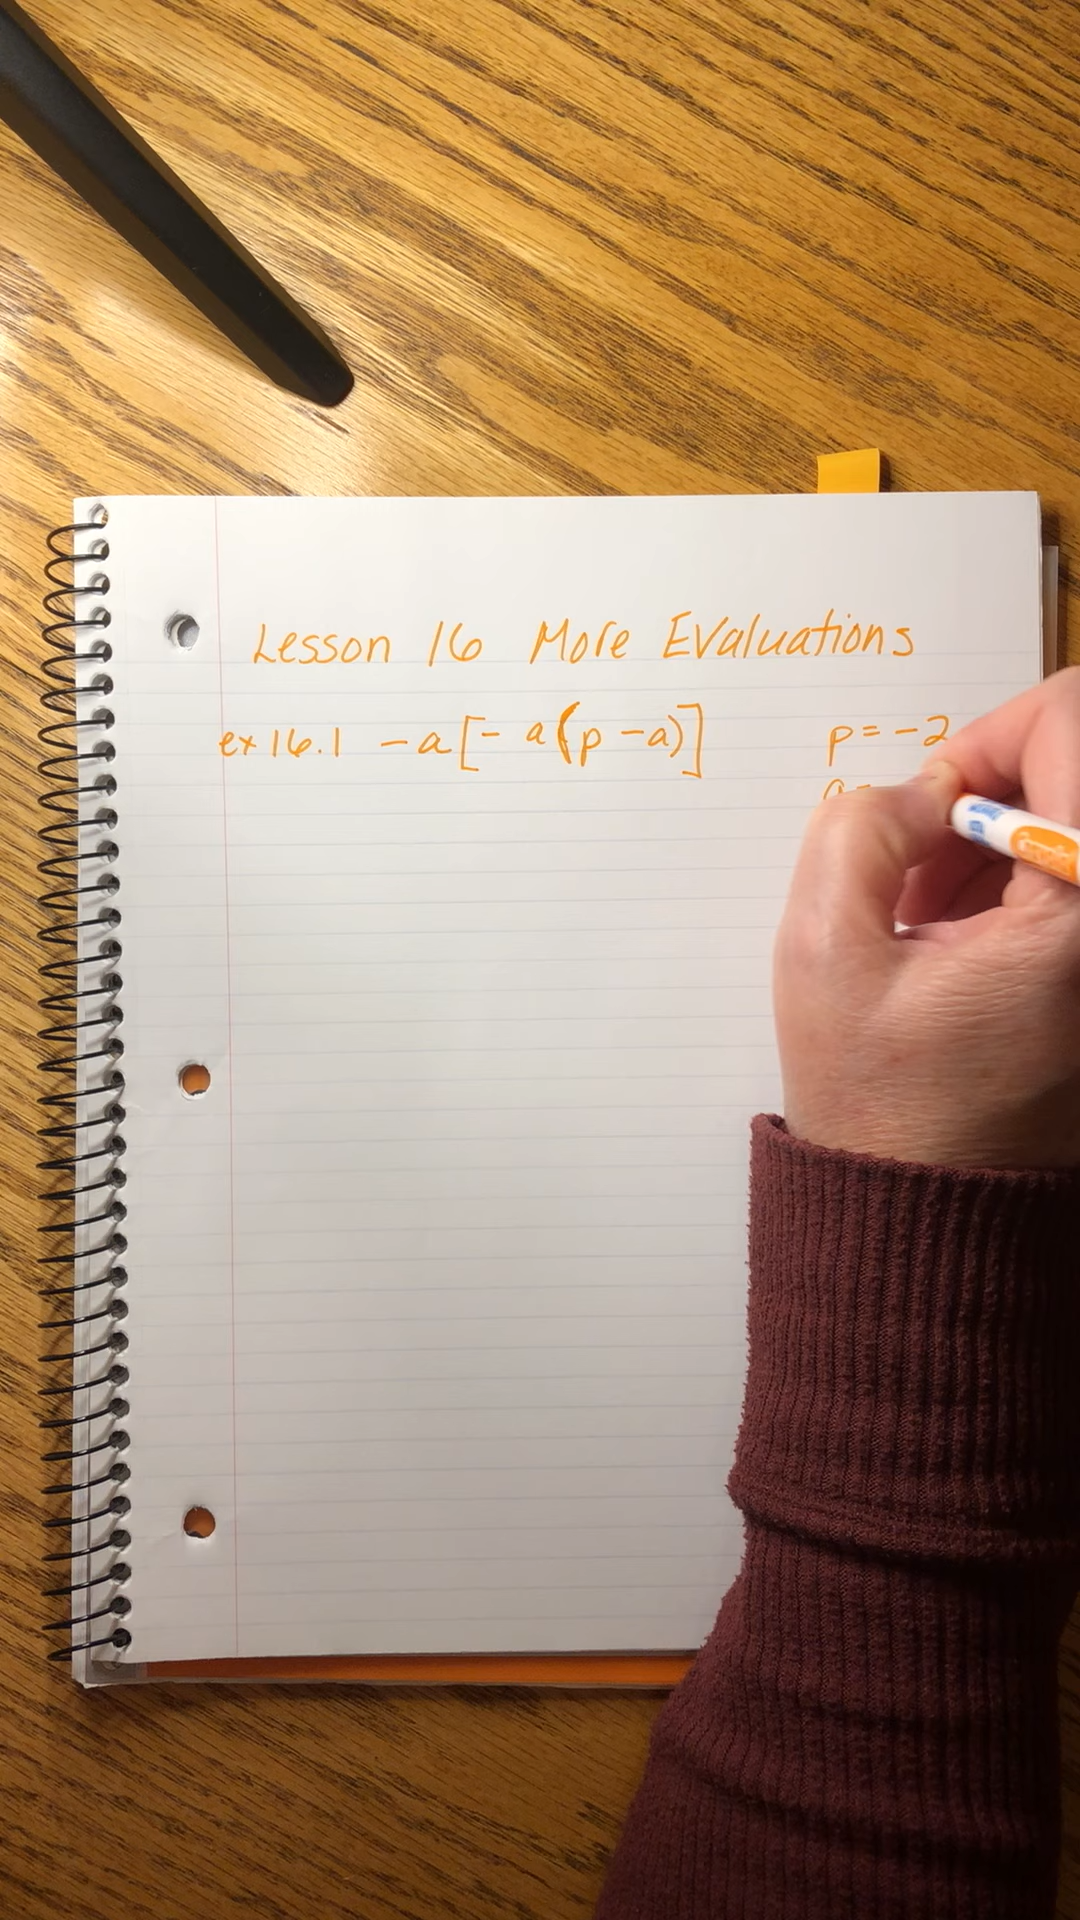 Lesson 16 More Evaluations
ex 16.1 -a[- a(p - a)] p = -2
a =